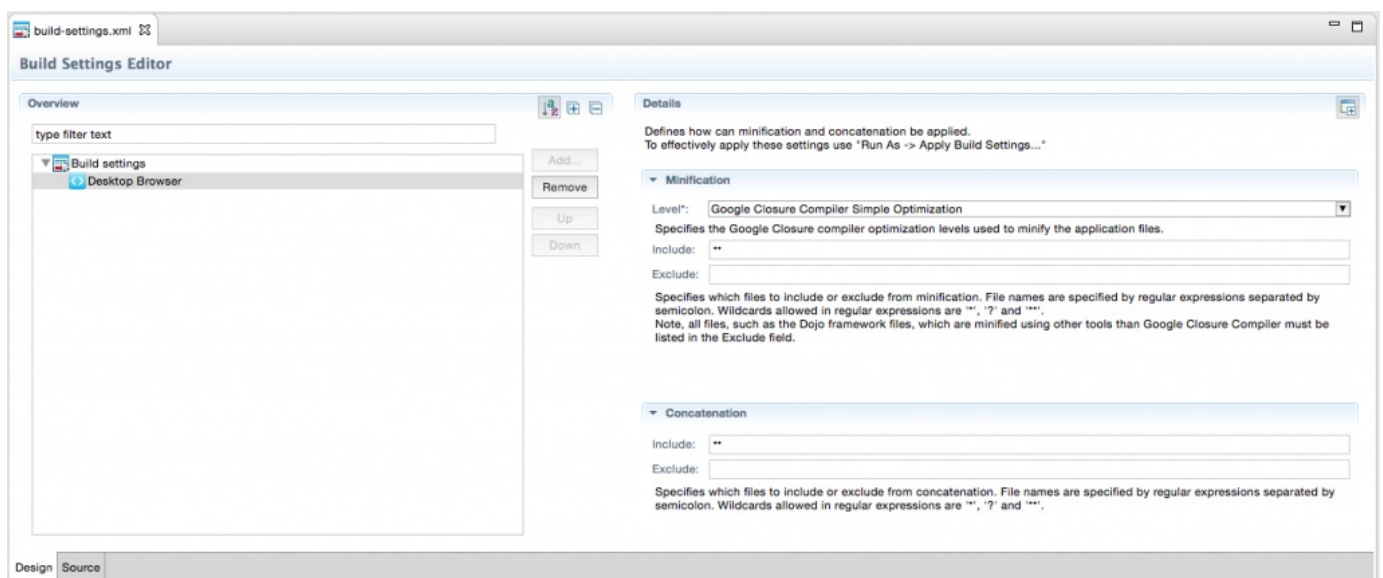 build-settings.xml
Build Settings Editor
Overview
type filter text
Build settings
Desktop Browser
Add...
Remove
Up
Down
Details
Defines how can minification and concatenation be applied.
To effectively apply these settings use "Run As -> Apply Build Settings..."
Minification
Level*: Google Closure Compiler Simple Optimization
Specifies the Google Closure compiler optimization levels used to minify the application files.
Include: **
Exclude:
Specifies which files to include or exclude from minification. File names are specified by regular expressions separated by
semicolon. Wildcards allowed in regular expressions are '*', '?' and '**'.
Note, all files, such as the Dojo framework files, which are minified using other tools than Google Closure Compiler must be
listed in the Exclude field.
Concatenation
Include: **
Exclude:
Specifies which files to include or exclude from concatenation. File names are specified by regular expressions separated by
semicolon. Wildcards allowed in regular expressions are '*', '?' and '**'.
Design Source